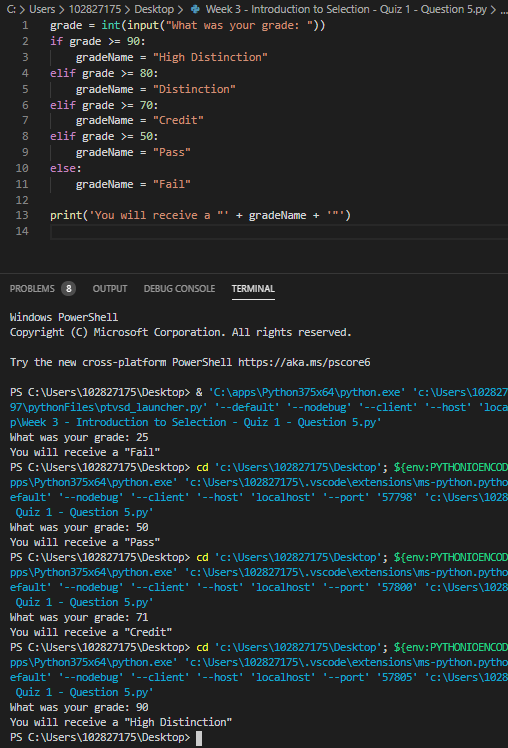 C: > Users > 102827175 > Desktop > Week 3 - Introduction to Selection - Quiz 1 - Question 5.py > ...
1 grade = int(input("What was your grade: "))
2 if grade >= 90:
3 gradeName = "High Distinction"
4 elif grade >= 80:
5 gradeName = "Distinction"
6 elif grade >= 70:
7 gradeName = "Credit"
8 elif grade >= 50:
9 gradeName = "Pass"
10 else:
11 gradeName = "Fail"
12
13 print('You will receive a "' + gradeName + '"')
14
PROBLEMS 8 OUTPUT DEBUG CONSOLE TERMINAL
Windows PowerShell
Copyright (C) Microsoft Corporation. All rights reserved.
Try the new cross-platform PowerShell https://aka.ms/pscore6
PS C:\Users\102827175\Desktop> & 'C:\apps\Python375x64\python.exe' 'c:\Users\102827
97\pythonFiles\ptvsd_launcher.py' '--default' '--nodebug' '--client' '--host' 'loca
p\Week 3 - Introduction to Selection - Quiz 1 - Question 5.py'
What was your grade: 25
You will receive a "Fail"
PS C:\Users\102827175\Desktop> cd 'c:\Users\102827175\Desktop'; ${env:PYTHONIOENCOD
pps\Python375x64\python.exe' 'c:\Users\102827175\.vscode\extensions\ms-python.pytho
efault' '--nodebug' '--client' '--host' 'localhost' '--port' '57798' 'c:\Users\1028
Quiz 1 - Question 5.py'
What was your grade: 50
You will receive a "Pass"
PS C:\Users\102827175\Desktop> cd 'c:\Users\102827175\Desktop'; ${env:PYTHONIOENCOD
pps\Python375x64\python.exe' 'c:\Users\102827175\.vscode\extensions\ms-python.pytho
efault' '--nodebug' '--client' '--host' 'localhost' '--port' '57800' 'c:\Users\1028
Quiz 1 - Question 5.py'
What was your grade: 71
You will receive a "Credit"
PS C:\Users\102827175\Desktop> cd 'c:\Users\102827175\Desktop'; ${env:PYTHONIOENCOD
pps\Python375x64\python.exe' 'c:\Users\102827175\.vscode\extensions\ms-python.pytho
efault' '--nodebug' '--client' '--host' 'localhost' '--port' '57805' 'c:\Users\1028
Quiz 1 - Question 5.py'
What was your grade: 90
You will receive a "High Distinction"
PS C:\Users\102827175\Desktop>